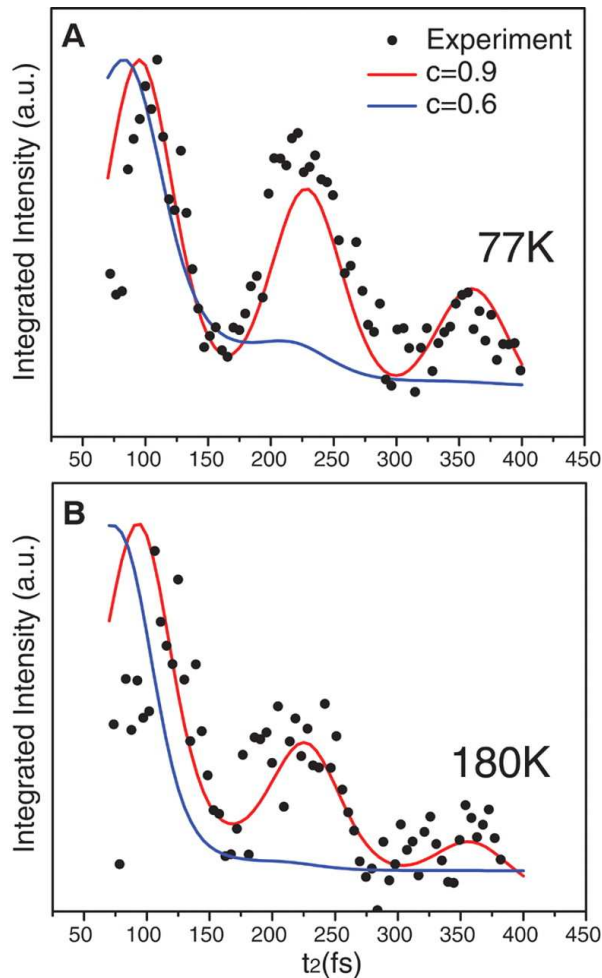 A
Experiment
c=0.9
c=0.6
77K
Integrated Intensity (a.u.)
50 100 150 200 250 300 350 400 450
B
180K
Integrated Intensity (a.u.)
50 100 150 200 250 300 350 400 450
t₂(fs)